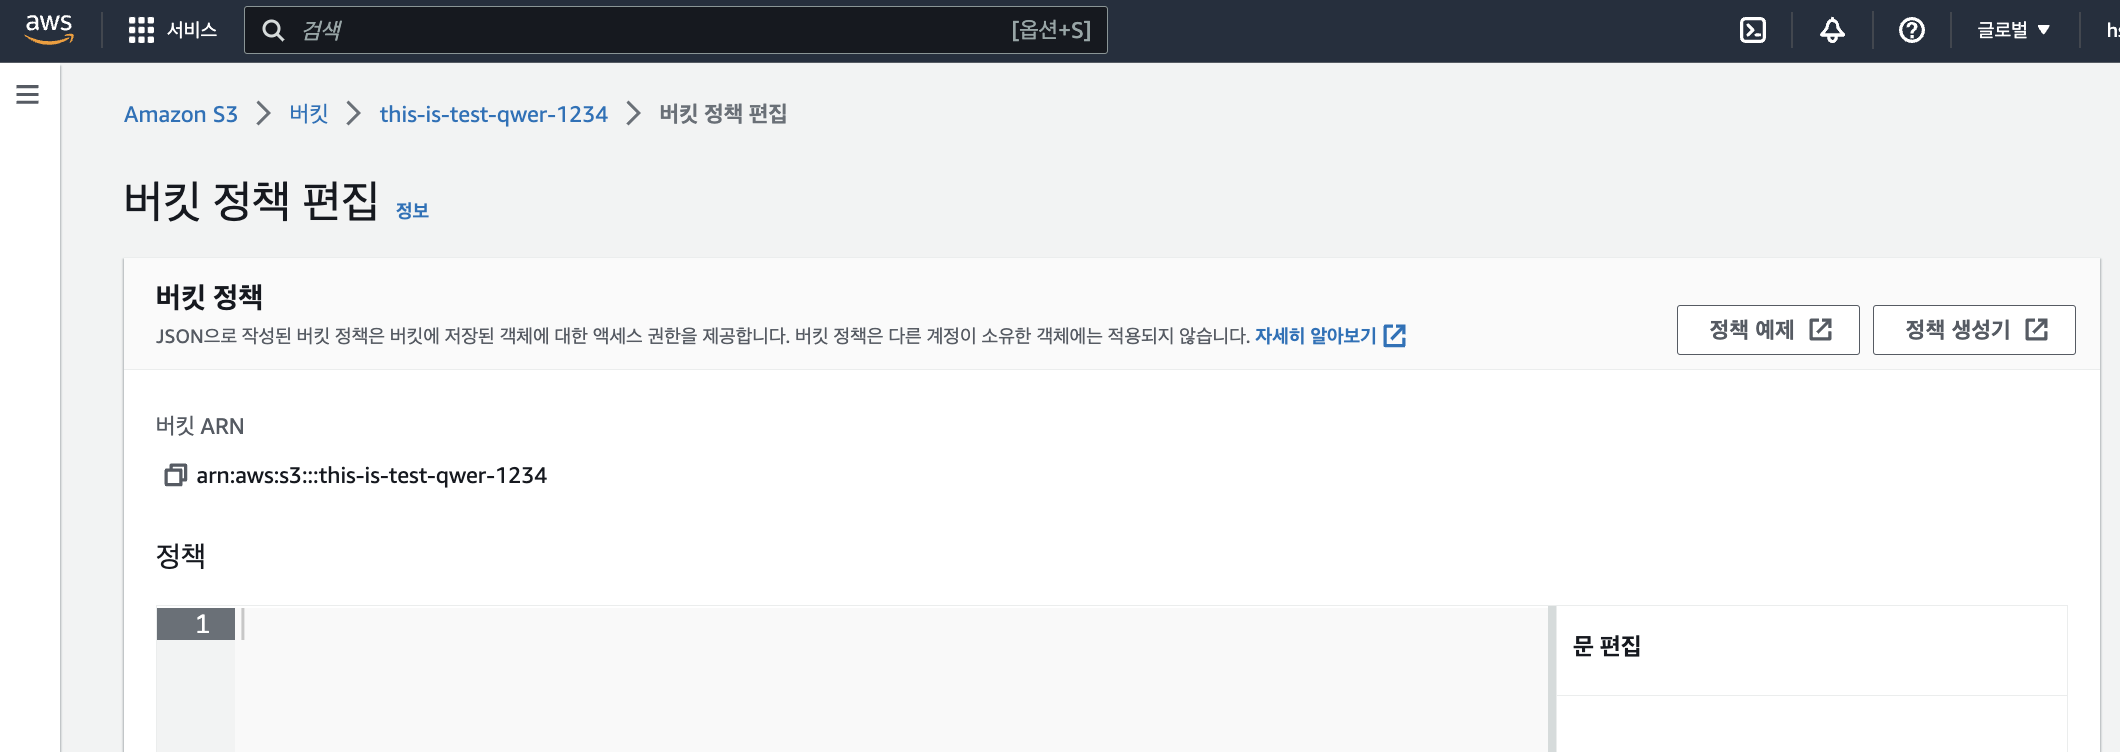 aws 서비스 검색 [옵션+S] 글로벌
Amazon S3 버킷 this-is-test-qwer-1234 버킷 정책 편집
버킷 정책 편집 정보
버킷 정책
JSON으로 작성된 버킷 정책은 버킷에 저장된 객체에 대한 액세스 권한을 제공합니다. 버킷 정책은 다른 계정이 소유한 객체에는 적용되지 않습니다. 자세히 알아보기
정책 예제 정책 생성기
버킷 ARN
arn:aws:s3:::this-is-test-qwer-1234
정책
1
문 편집